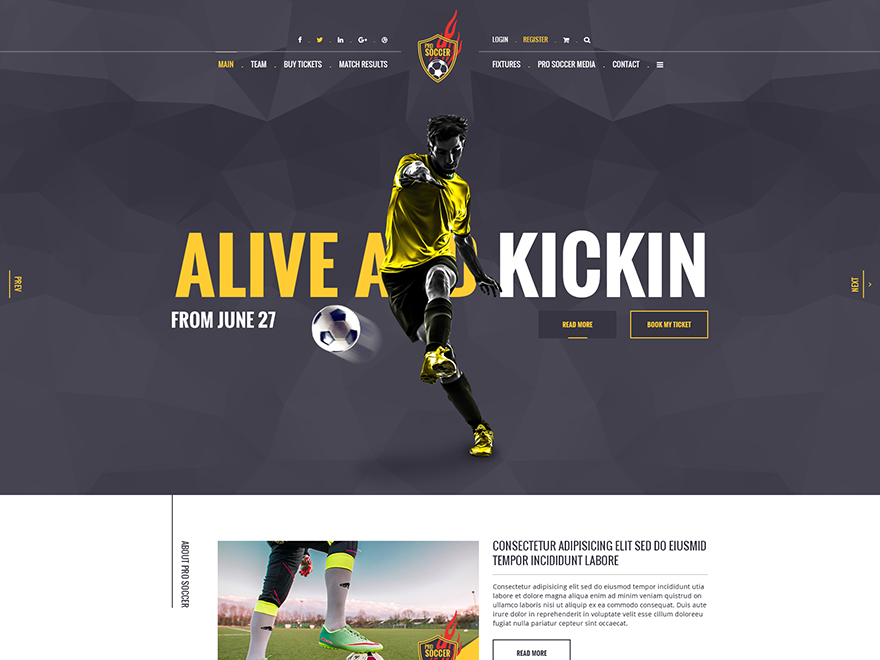 LOGIN
REGISTER
PRO
SOCCER
MAIN
TEAM
BUY TICKETS
MATCH RESULTS
FIXTURES
PRO SOCCER MEDIA
CONTACT
ALIVE AND KICKIN
FROM JUNE 27
READ MORE
BOOK MY TICKET
PREV
NEXT
ABOUT PRO SOCCER
CONSECTETUR ADIPISICING ELIT SED DO EIUSMID
TEMPOR INCIDIDUNT LABORE
Consectetur adipisicing elit sed do eiusmod tempor incididunt utia
labore et dolore magna aliqua enim ad minim veniam quistrud on
ullamco laboris nisi ut aliquip ex ea commodo consequat. Duis aute
irure dolor in reprehenderit in voluptate velit esse cillum doloreeu
fugiat nulla pariatur cepteur sint occaecat.
READ MORE
PRO
SOCCER